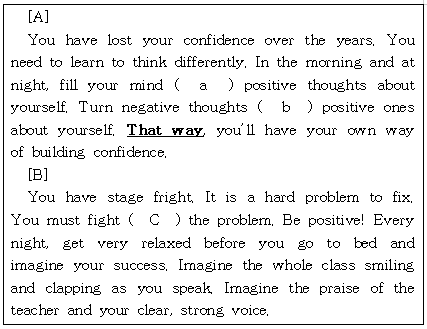 [A]
You have lost your confidence over the years. You
need to learn to think differently. In the morning and at
night, fill your mind ( a ) positive thoughts about
yourself. Turn negative thoughts ( b ) positive ones
about yourself. That way, you'll have your own way
of building confidence.
[B]
You have stage fright. It is a hard problem to fix.
You must fight ( C ) the problem. Be positive! Every
night, get very relaxed before you go to bed and
imagine your success. Imagine the whole class smiling
and clapping as you speak. Imagine the praise of the
teacher and your clear, strong voice.